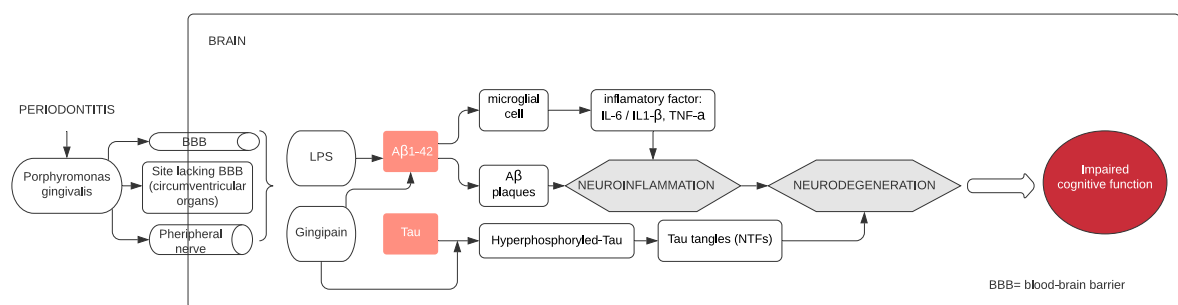 BRAIN
PERIODONTITIS
Porphyromonas
gingivalis
BBB
Site lacking BBB
(circumventricular
organs)
Pheripheral
nerve
LPS
Gingipain
Aβ1-42
Tau
microglial
cell
inflamatory factor:
IL-6 / IL1-β, TNF-a
Aβ
plaques
NEUROINFLAMMATION
NEURODEGENERATION
Hyperphosphoryled-Tau
Tau tangles (NTFs)
Impaired
cognitive function
BBB= blood-brain barrier